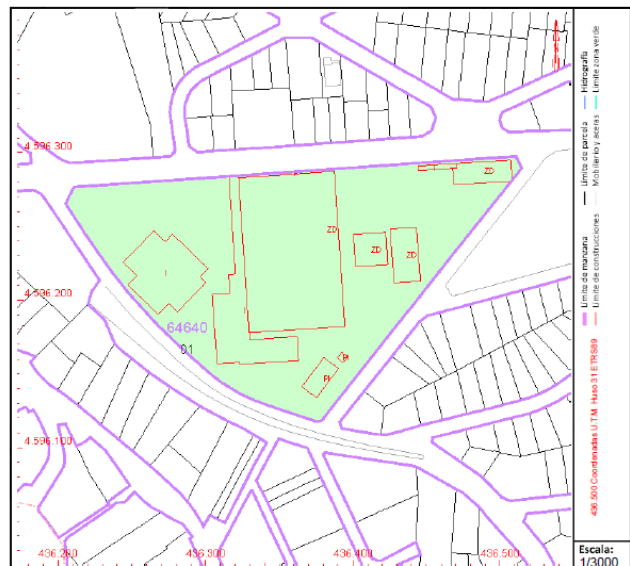 4.596.300
ZD
ZD
ZD
ZD
I
4.596.200
64640
01
PI
PI
4.596.100
436.200
436.300
436.400
436.500
436.500 Coordenadas U.T.M. Huso 31 ETRS89
Límite de manzana
Límite de parcela
Hidrografía
Límite de construcciones
Mobiliario y aceras
Límite zona verde
Escala:
1/3000